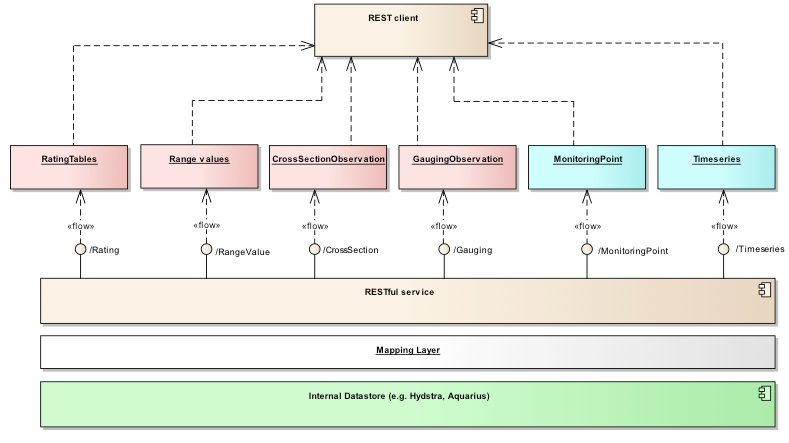 REST client
RatingTables
Range values
CrossSectionObservation
GaugingObservation
MonitoringPoint
Timeseries
«flow»
«flow»
«flow»
«flow»
«flow»
«flow»
/Rating
/RangeValue
/CrossSection
/Gauging
/MonitoringPoint
/Timeseries
RESTful service
Mapping Layer
Internal Datastore (e.g. Hydstra, Aquarius)